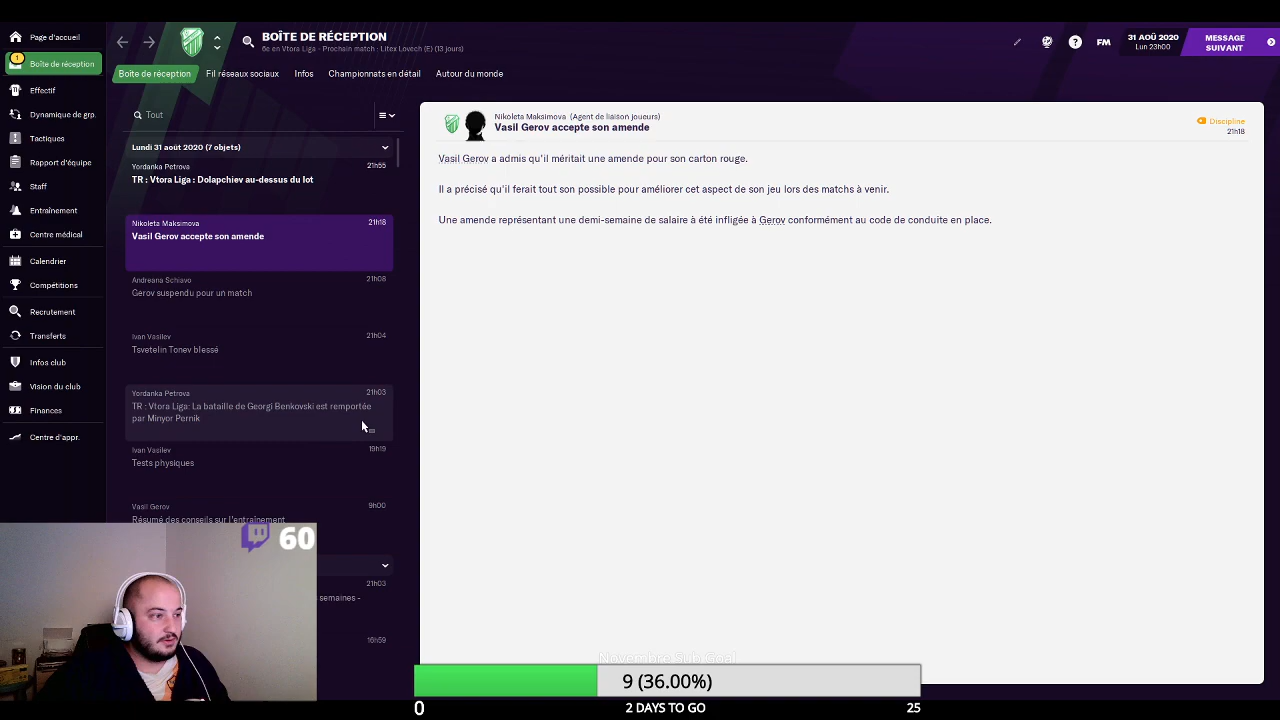 Page d'accueil
1
Boîte de réception
Effectif
Dynamique de grp.
Tactiques
Rapport d'équipe
Staff
Entraînement
Centre médical
Calendrier
Compétitions
Recrutement
Transferts
Infos club
Vision du club
Finances
Centre d'appr.
BOÎTE DE RÉCEPTION
6e en Vtora Liga - Prochain match : Litex Lovech (E) (13 jours)
?
FM
31 AOÛ 2020
Lun 23h00
MESSAGE
SUIVANT
Boîte de réception
Fil réseaux sociaux
Infos
Championnats en détail
Autour du monde
Tout
Lundi 31 août 2020 (7 objets)
Yordanka Petrova 21h55
TR : Vtora Liga : Dolapchiev au-dessus du lot
Nikoleta Maksimova 21h18
Vasil Gerov accepte son amende
Andreana Schiavo 21h08
Gerov suspendu pour un match
Ivan Vasilev 21h04
Tsvetelin Tonev blessé
Yordanka Petrova 21h03
TR : Vtora Liga: La bataille de Georgi Benkovski est remportée
par Minyor Pernik
Ivan Vasilev 19h19
Tests physiques
Vasil Gerov 9h00
Résumé des conseils sur l'entraînement
21h03
semaines -
16h59
Nikoleta Maksimova (Agent de liaison joueurs)
Vasil Gerov accepte son amende
Discipline
21h18
Vasil Gerov a admis qu'il méritait une amende pour son carton rouge.
Il a précisé qu'il ferait tout son possible pour améliorer cet aspect de son jeu lors des matchs à venir.
Une amende représentant une demi-semaine de salaire à été infligée à Gerov conformément au code de conduite en place.
60
Novembre Sub Goal
9 (36.00%)
0
2 DAYS TO GO
25